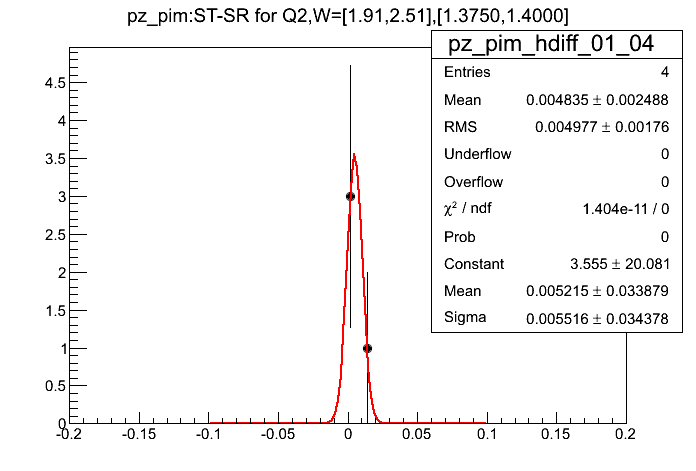 pz_pim:ST-SR for Q2,W=[1.91,2.51],[1.3750,1.4000]
pz_pim_hdiff_01_04
Entries 4
Mean 0.004835 ± 0.002488
RMS 0.004977 ± 0.00176
Underflow 0
Overflow 0
χ² / ndf 1.404e-11 / 0
Prob 0
Constant 3.555 ± 20.081
Mean 0.005215 ± 0.033879
Sigma 0.005516 ± 0.034378
4.5
4
3.5
3
2.5
2
1.5
1
0.5
0
-0.2 -0.15 -0.1 -0.05 0 0.05 0.1 0.15 0.2